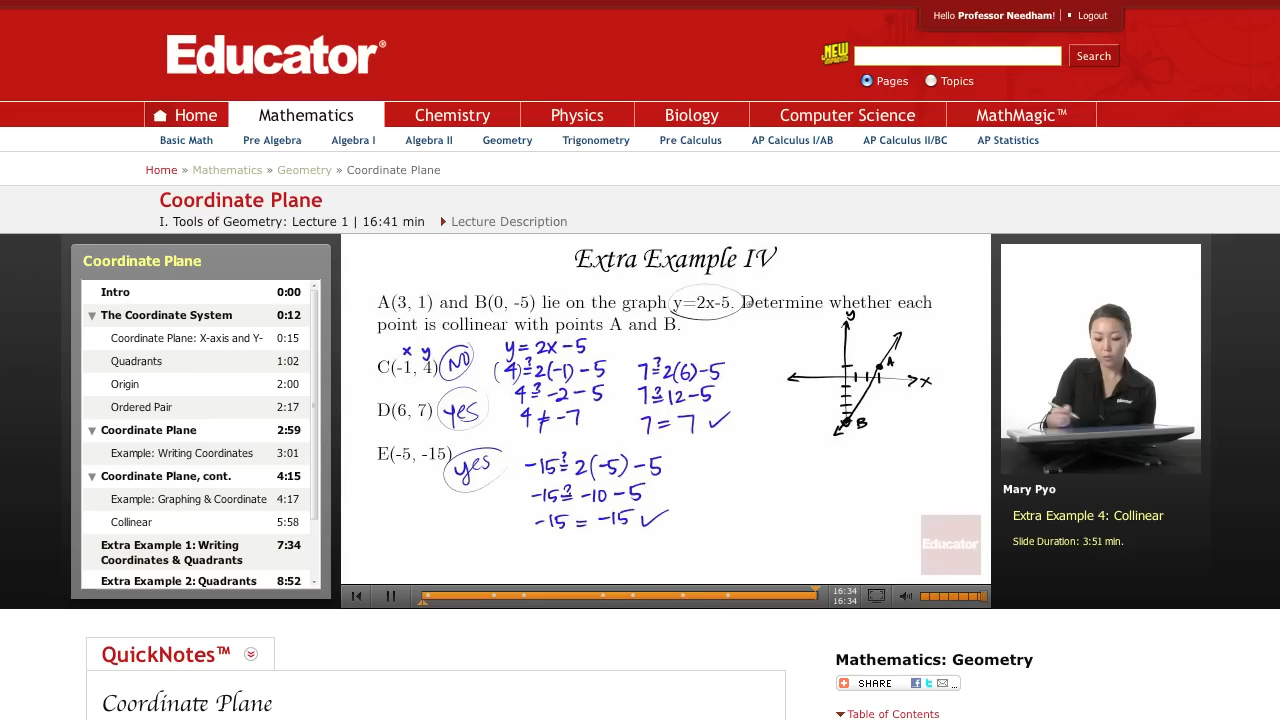 Hello Professor Needham! | Logout
Educator®
NEW
Search
Pages Topics
Home Mathematics Chemistry Physics Biology Computer Science MathMagic™
Basic Math Pre Algebra Algebra I Algebra II Geometry Trigonometry Pre Calculus AP Calculus I/AB AP Calculus II/BC AP Statistics
Home » Mathematics » Geometry » Coordinate Plane
Coordinate Plane
I. Tools of Geometry: Lecture 1 | 16:41 min Lecture Description
Coordinate Plane
Intro 0:00
The Coordinate System 0:12
Coordinate Plane: X-axis and Y- 0:15
Quadrants 1:02
Origin 2:00
Ordered Pair 2:17
Coordinate Plane 2:59
Example: Writing Coordinates 3:01
Coordinate Plane, cont. 4:15
Example: Graphing & Coordinate 4:17
Collinear 5:58
Extra Example 1: Writing 7:34
Coordinates & Quadrants
Extra Example 2: Quadrants 8:52
Extra Example IV
A(3, 1) and B(0, -5) lie on the graph y=2x-5. Determine whether each
point is collinear with points A and B.
x y
C(-1, 4) NO
y = 2x - 5
(4) ≟ 2(-1) - 5
4 ≟ -2 - 5
4 ≠ -7
D(6, 7) yes
7 ≟ 2(6) - 5
7 ≟ 12 - 5
7 = 7 ✓
E(-5, -15) yes
-15 ≟ 2(-5) - 5
-15 ≟ -10 - 5
-15 = -15 ✓
y
A
x
B
Educator
16:34
16:34
Mary Pyo
Extra Example 4: Collinear
Slide Duration: 3:51 min.
QuickNotes™
Coordinate Plane
Mathematics: Geometry
SHARE ...
Table of Contents